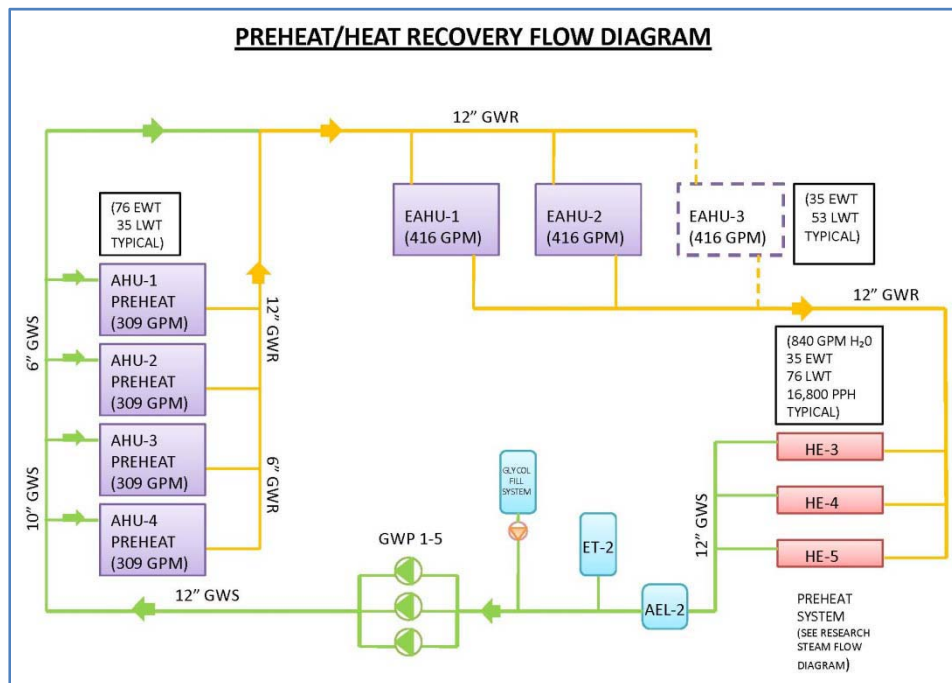 PREHEAT/HEAT RECOVERY FLOW DIAGRAM
12” GWR
(76 EWT
35 LWT
TYPICAL)
EAHU-1
(416 GPM)
EAHU-2
(416 GPM)
EAHU-3
(416 GPM)
(35 EWT
53 LWT
TYPICAL)
AHU-1
PREHEAT
(309 GPM)
AHU-2
PREHEAT
(309 GPM)
AHU-3
PREHEAT
(309 GPM)
AHU-4
PREHEAT
(309 GPM)
6” GWS
10” GWS
12” GWR
6” GWR
12” GWR
(840 GPM H₂0
35 EWT
76 LWT
16,800 PPH
TYPICAL)
HE-3
HE-4
HE-5
12” GWS
GLYCOL
FILL
SYSTEM
ET-2
AEL-2
GWP 1-5
12” GWS
PREHEAT
SYSTEM
(SEE RESEARCH
STEAM FLOW
DIAGRAM)